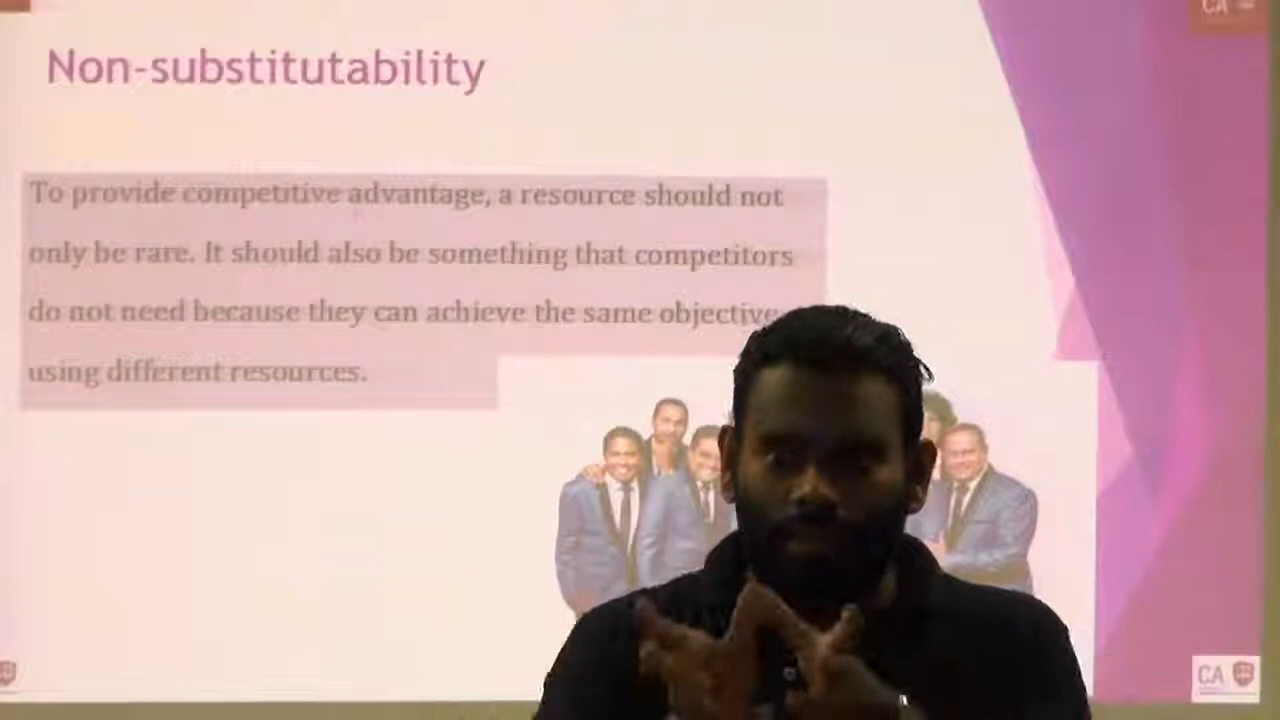 CA
Non-substitutability
To provide competitive advantage, a resource should not
only be rare. It should also be something that competitors
do not need because they can achieve the same objective
using different resources.
CA